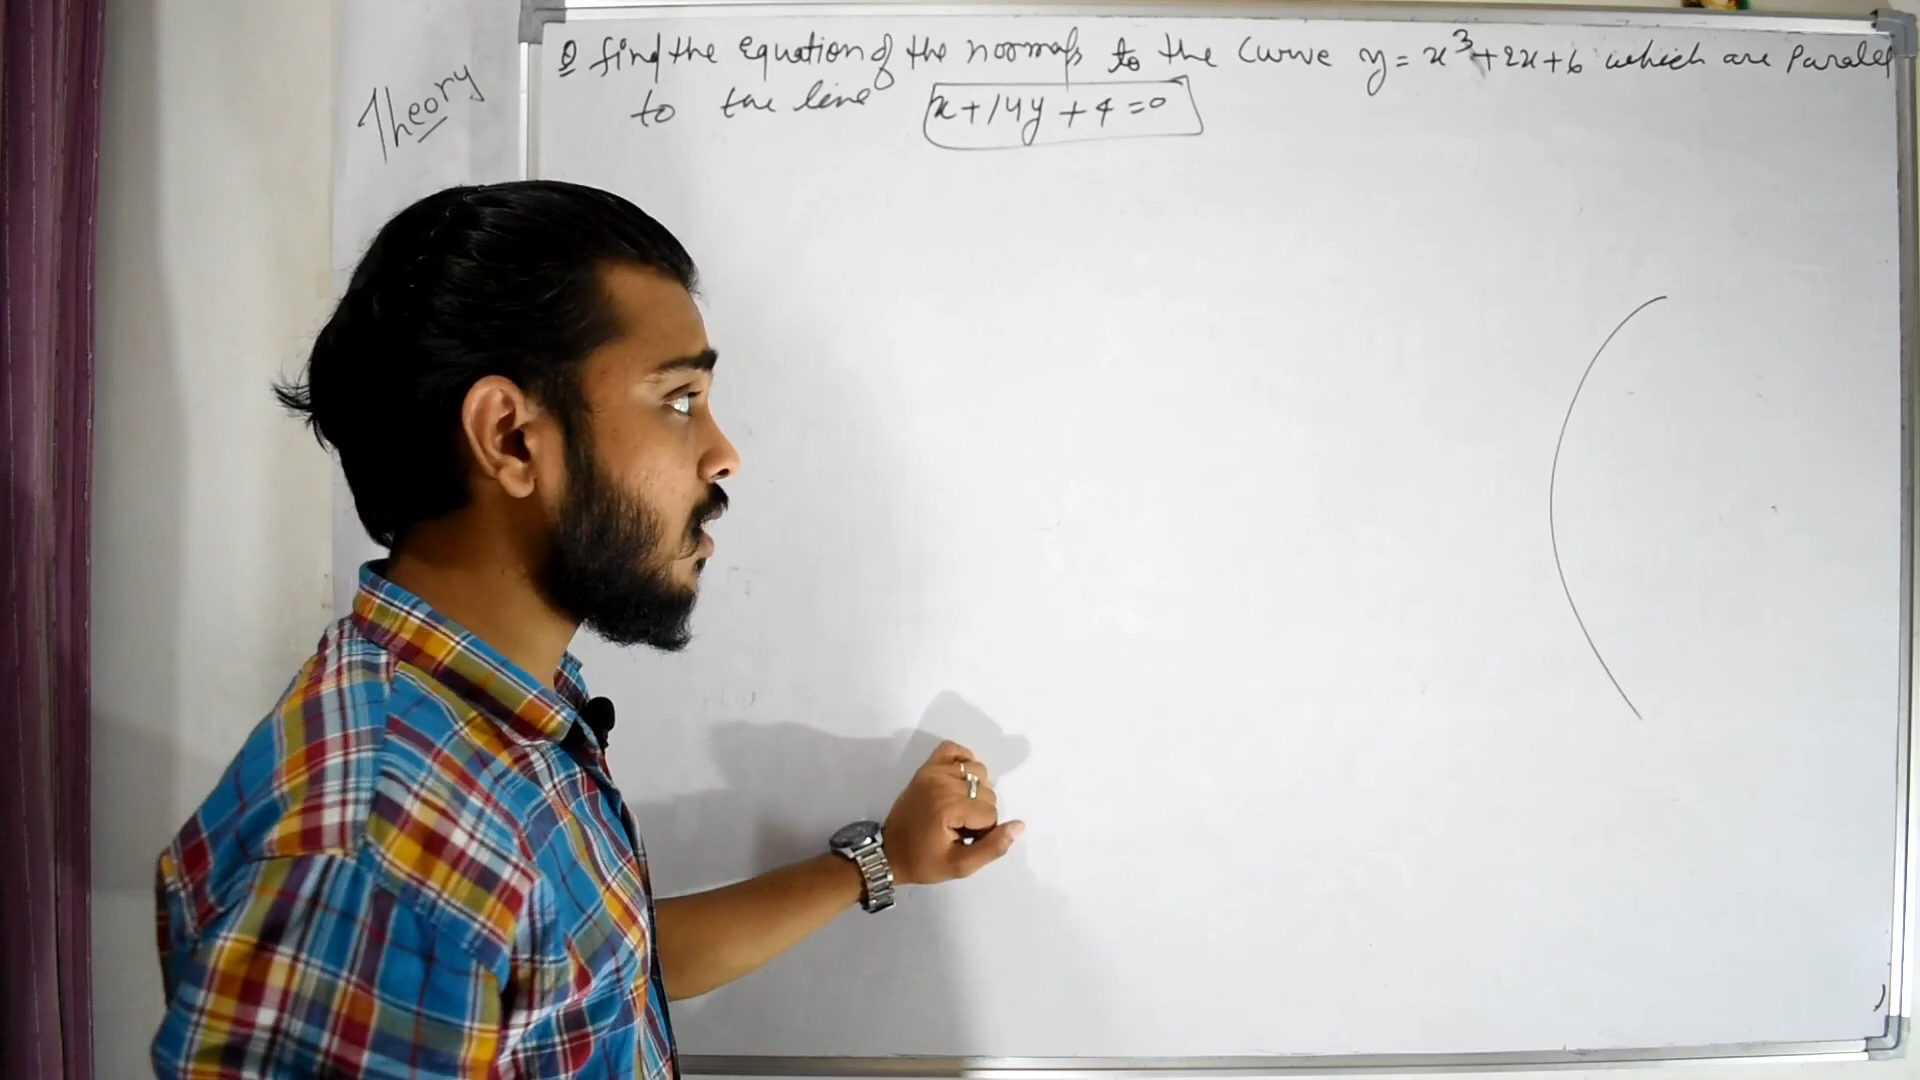 Theory
Q find the equation of the normals to the curve y = x³+2x+6 which are Parallel
to the line x+14y+4=0